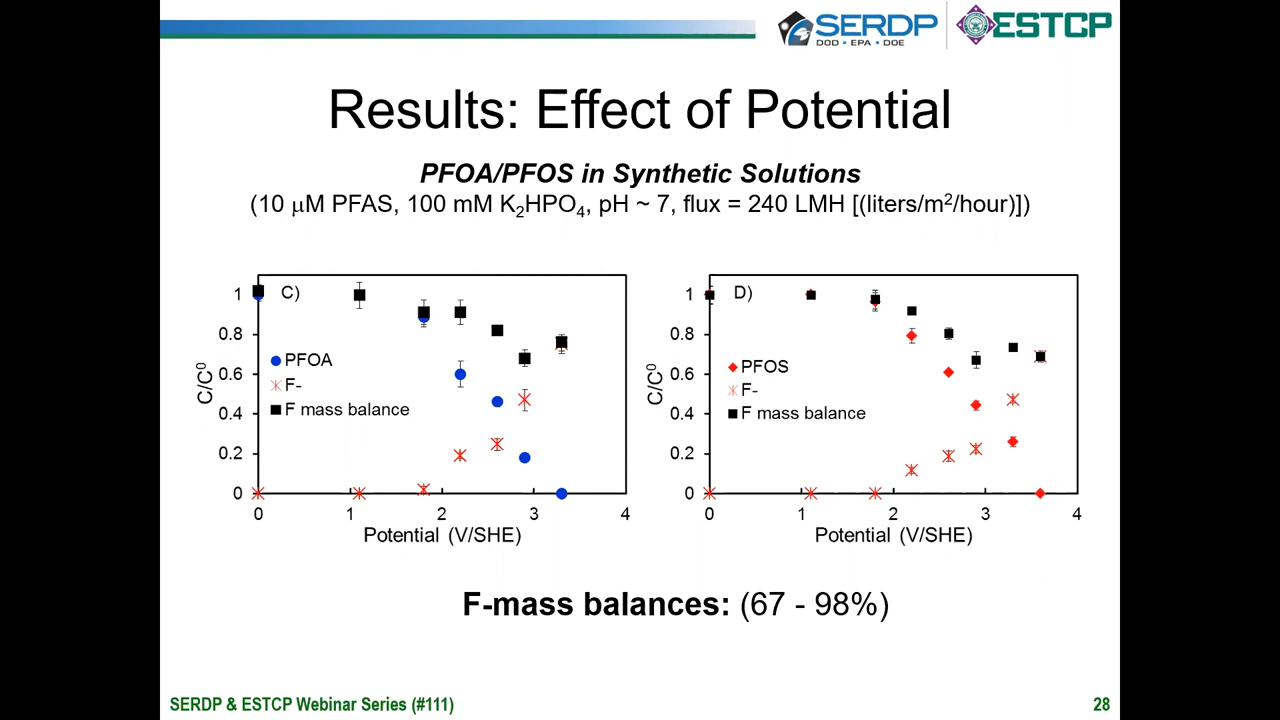 SERDP
DOD • EPA • DOE
ESTCP
Results: Effect of Potential
PFOA/PFOS in Synthetic Solutions
(10 μM PFAS, 100 mM K2HPO4, pH ~ 7, flux = 240 LMH [(liters/m2/hour)])
C)
1
0.8
0.6
0.4
0.2
0
C/C0
PFOA
F-
F mass balance
0 1 2 3 4
Potential (V/SHE)
D)
1
0.8
0.6
0.4
0.2
0
C/C0
PFOS
F-
F mass balance
0 1 2 3 4
Potential (V/SHE)
F-mass balances: (67 - 98%)
SERDP & ESTCP Webinar Series (#111)
28